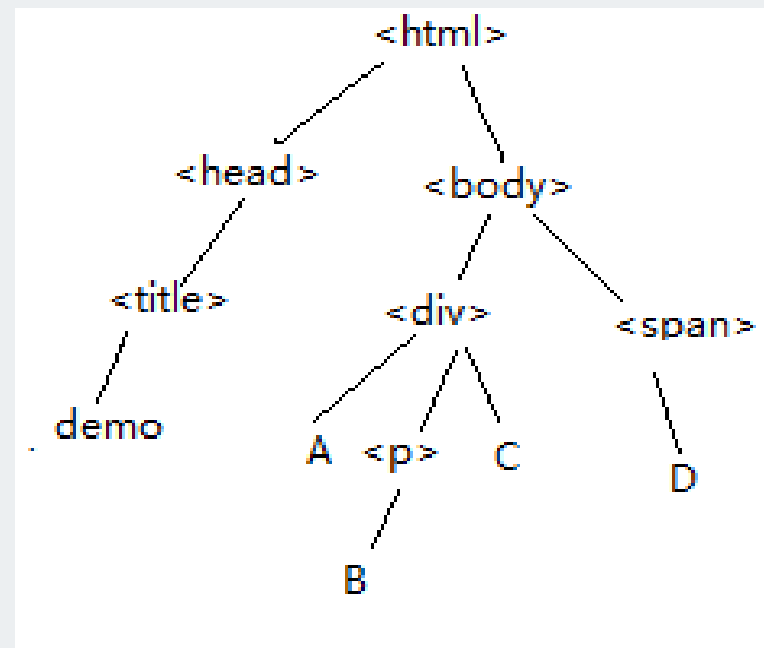 <html>
<head>
<body>
<title>
<div>
<span>
demo
A <p> C
D
B